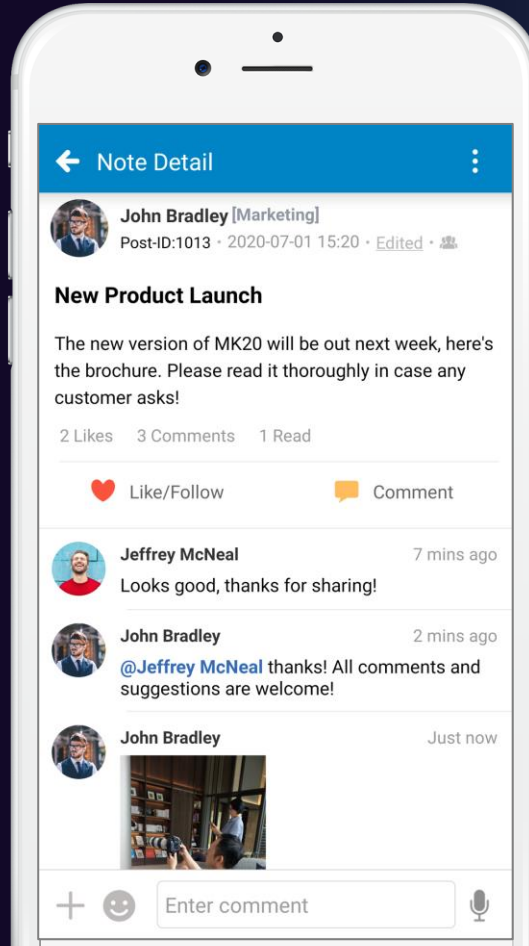 Note Detail
John Bradley [Marketing]
Post-ID:1013 · 2020-07-01 15:20 · Edited ·
New Product Launch
The new version of MK20 will be out next week, here's
the brochure. Please read it thoroughly in case any
customer asks!
2 Likes 3 Comments 1 Read
Like/Follow Comment
Jeffrey McNeal 7 mins ago
Looks good, thanks for sharing!
John Bradley 2 mins ago
@Jeffrey McNeal thanks! All comments and
suggestions are welcome!
John Bradley Just now
Enter comment